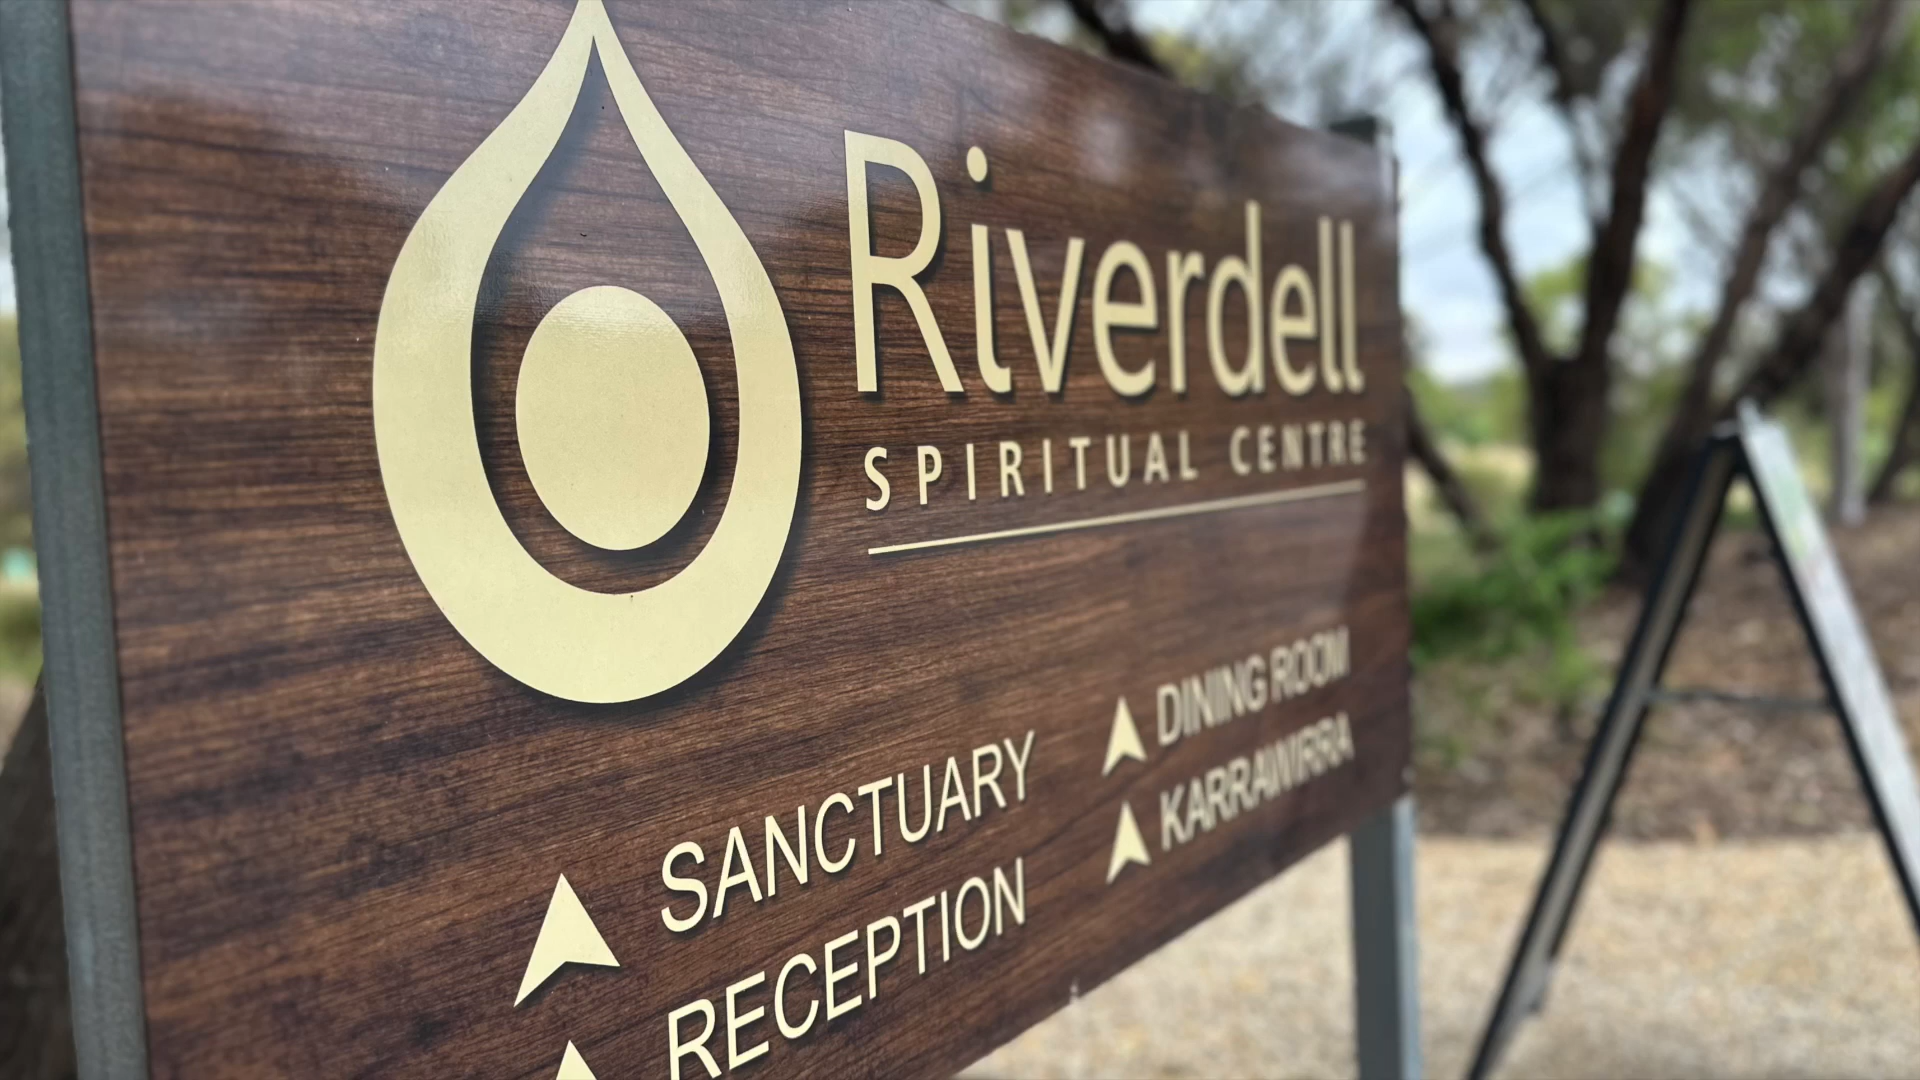 Riverdell
SPIRITUAL CENTRE
SANCTUARY
RECEPTION
DINING ROOM
KARRAWIRRA